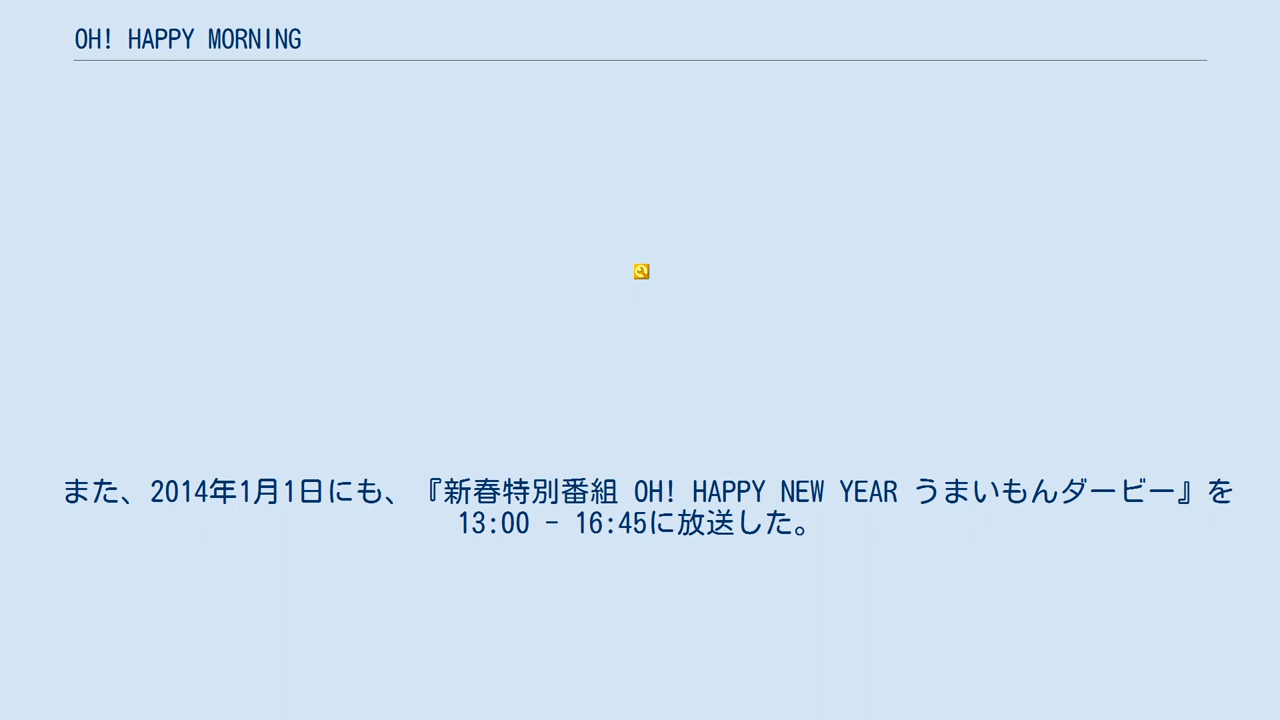 OH! HAPPY MORNING
また、2014年1月1日にも、『新春特別番組 OH! HAPPY NEW YEAR うまいもんダービー』を
13:00 - 16:45に放送した。